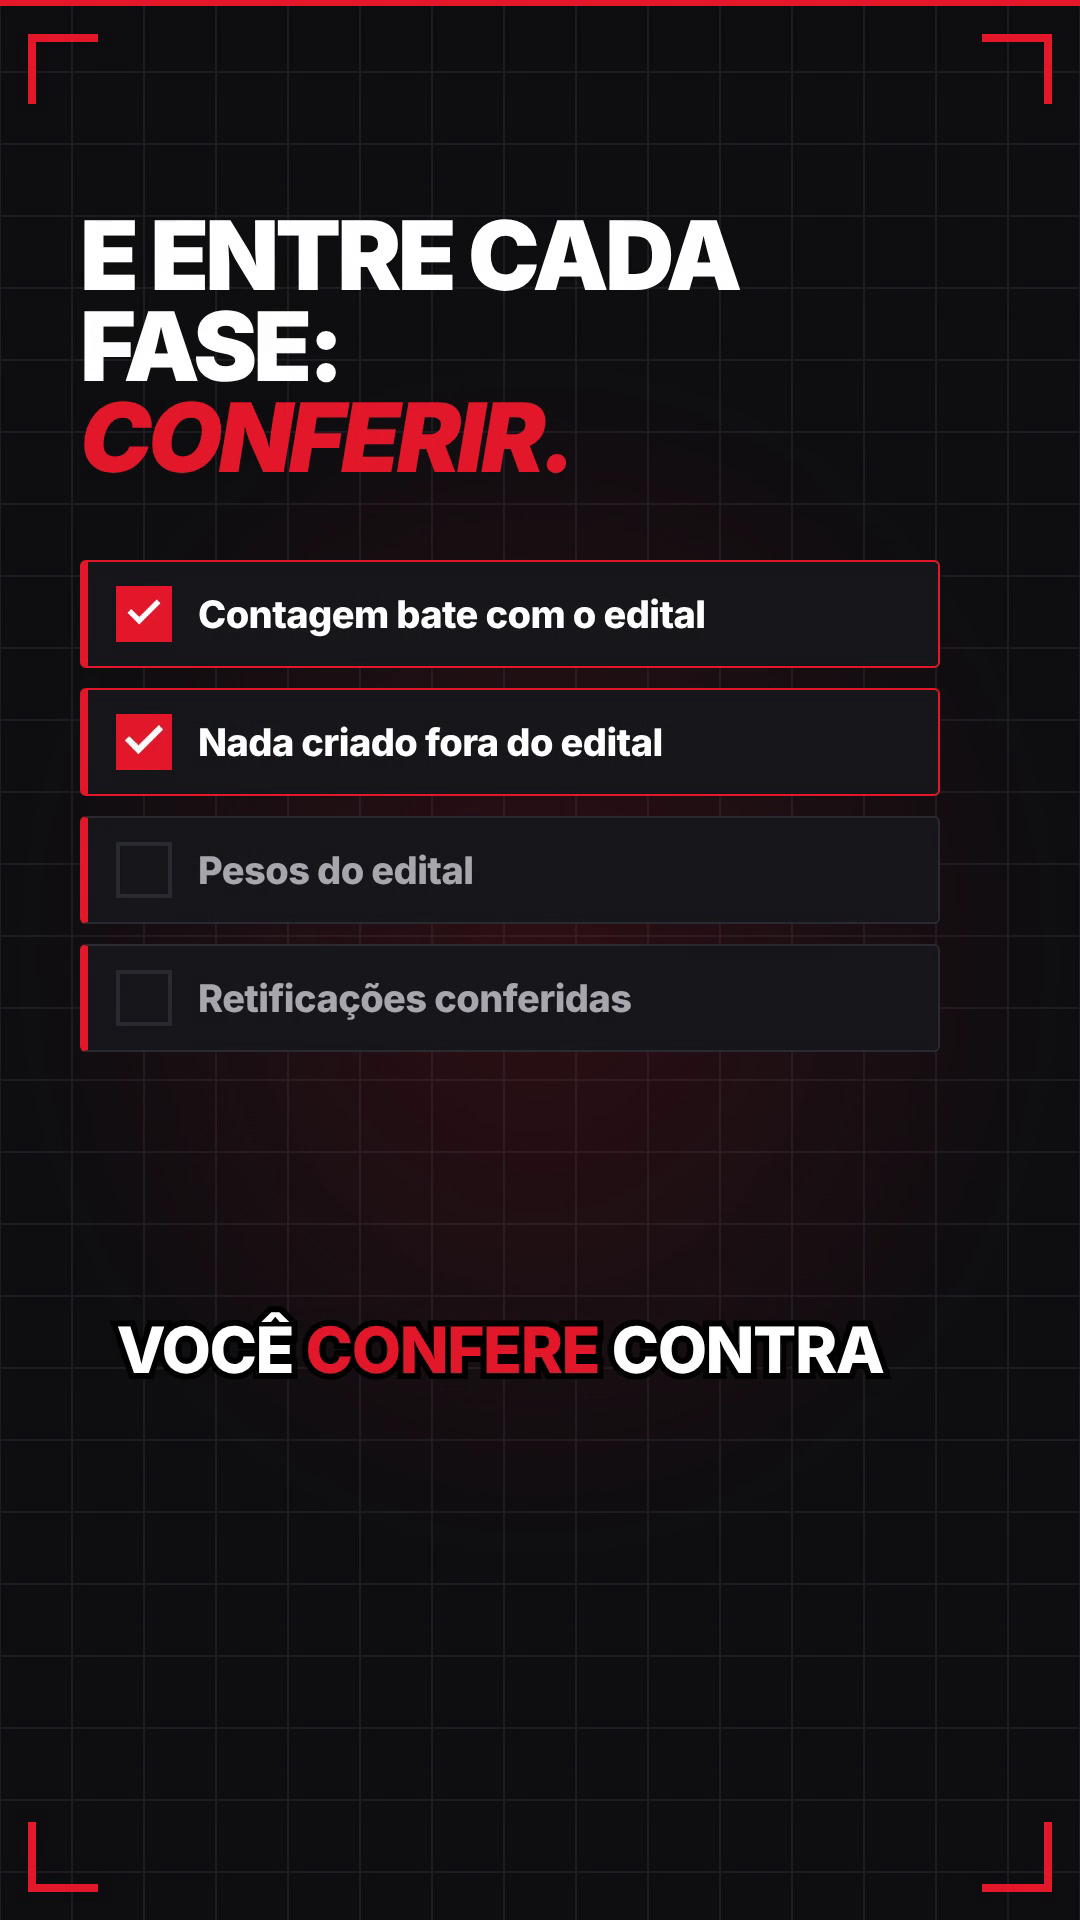 E ENTRE CADA
FASE:
CONFERIR.
Contagem bate com o edital
Nada criado fora do edital
Pesos do edital
Retificações conferidas
VOCÊ CONFERE CONTRA